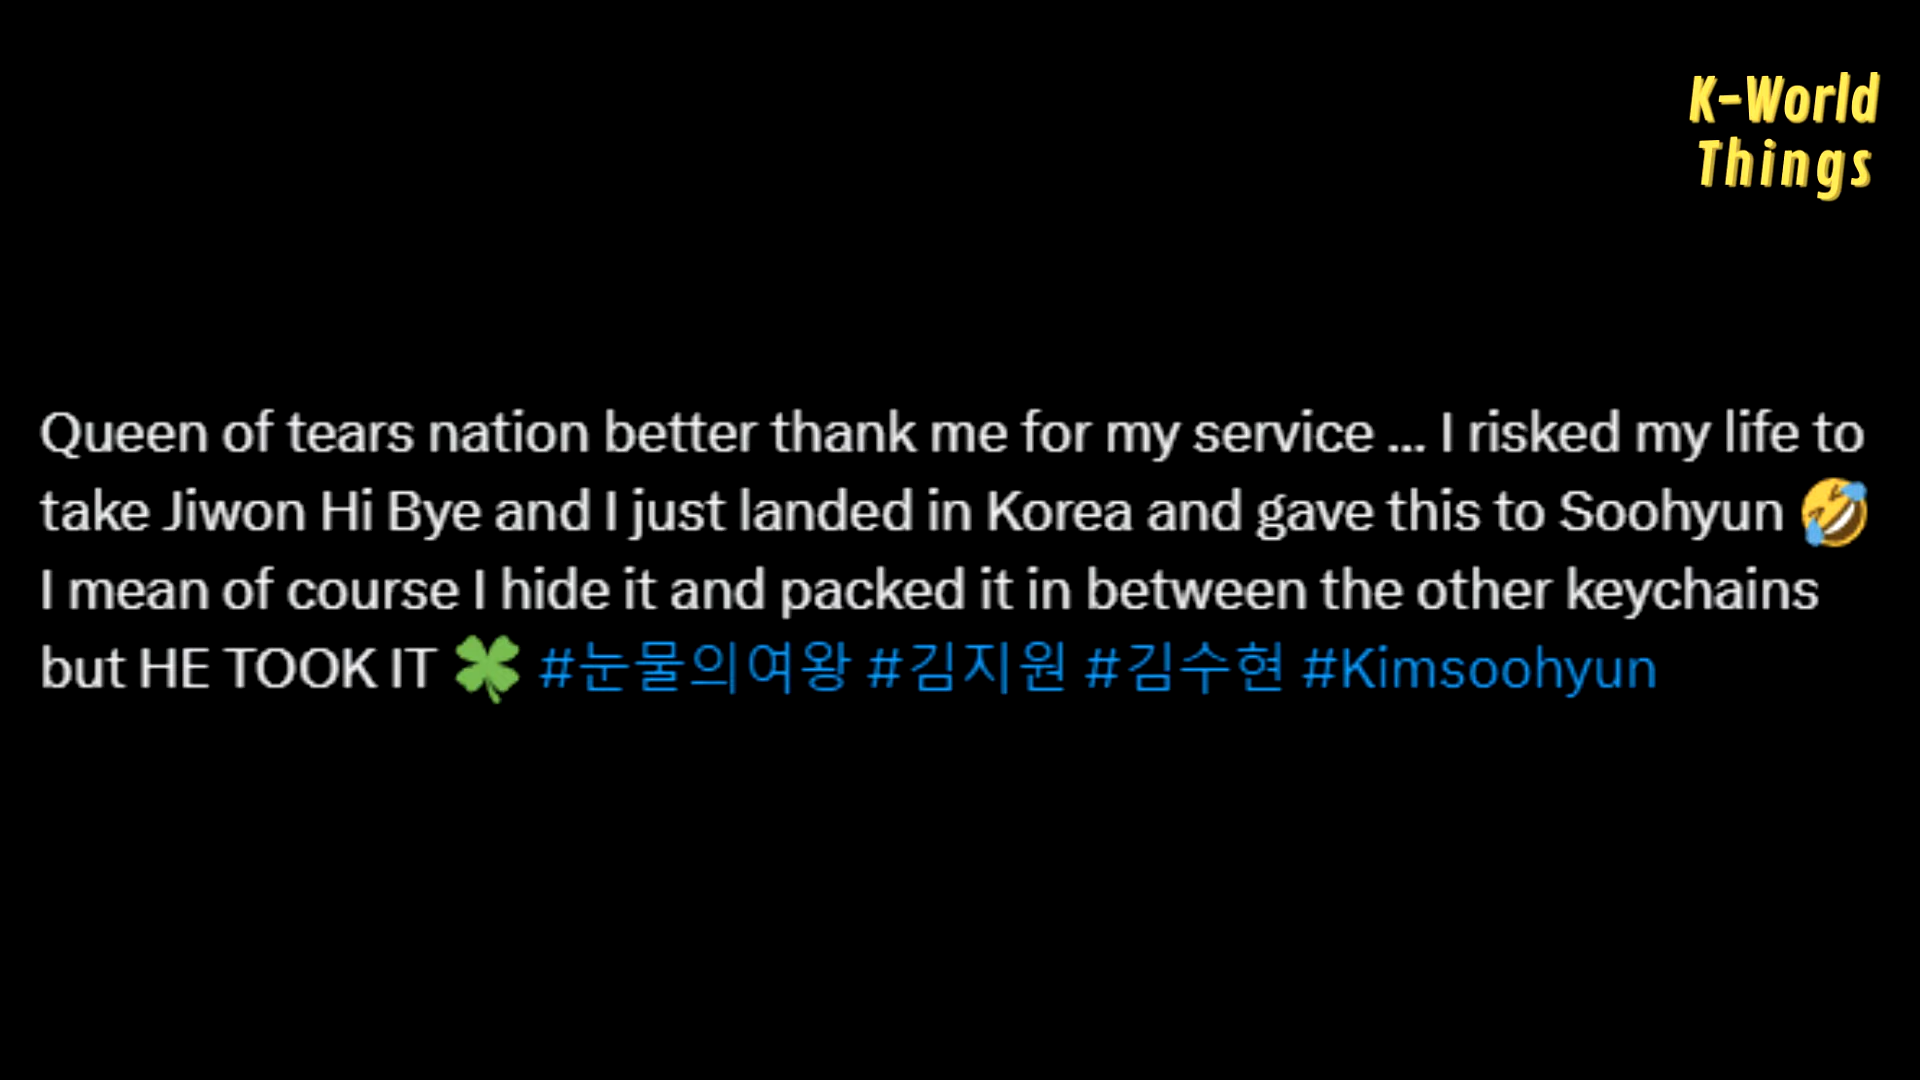 K-World
Things
Queen of tears nation better thank me for my service ... I risked my life to
take Jiwon Hi Bye and I just landed in Korea and gave this to Soohyun 🤣
I mean of course I hide it and packed it in between the other keychains
but HE TOOK IT 🍀 #눈물의여왕 #김지원 #김수현 #Kimsoohyun